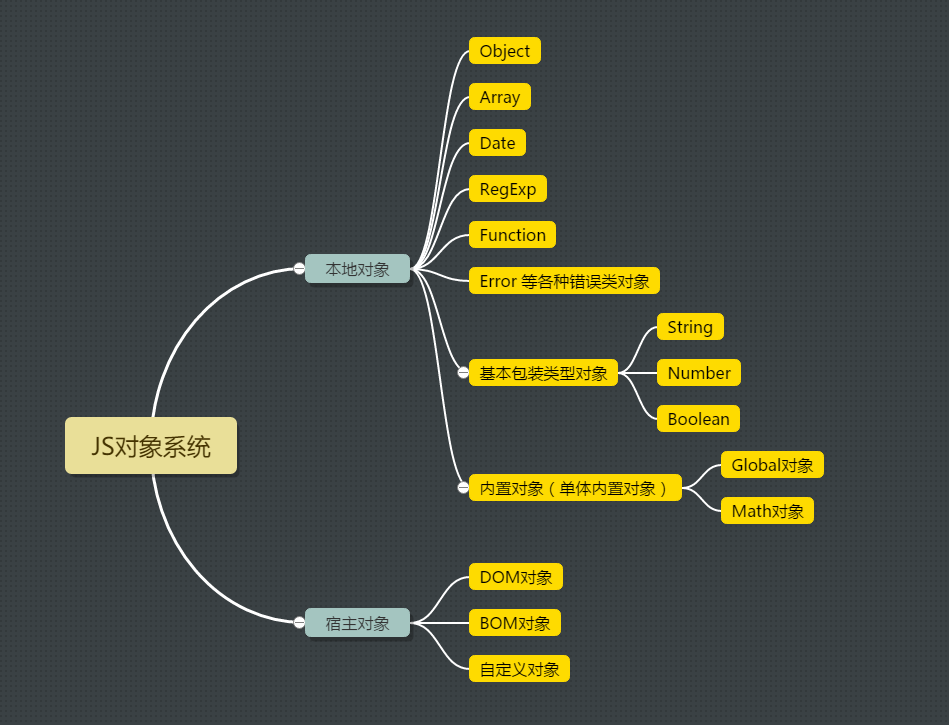 JS对象系统
本地对象
Object
Array
Date
RegExp
Function
Error 等各种错误类对象
基本包装类型对象
String
Number
Boolean
内置对象（单体内置对象）
Global对象
Math对象
宿主对象
DOM对象
BOM对象
自定义对象